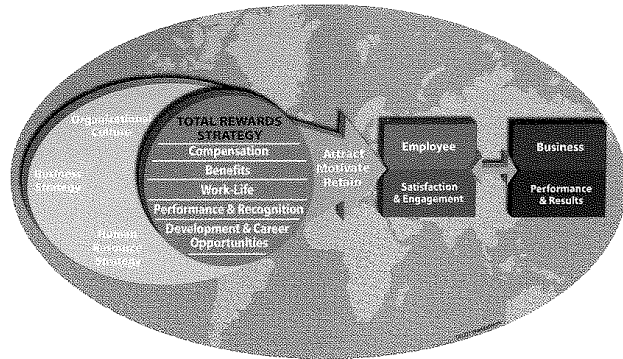 Organizational
Culture
Business
Strategy
Human
Resource
Strategy
TOTAL REWARDS
STRATEGY
Compensation
Benefits
Work-Life
Performance & Recognition
Development & Career
Opportunities
Attract
Motivate
Retain
Employee
Satisfaction
& Engagement
Business
Performance
& Results